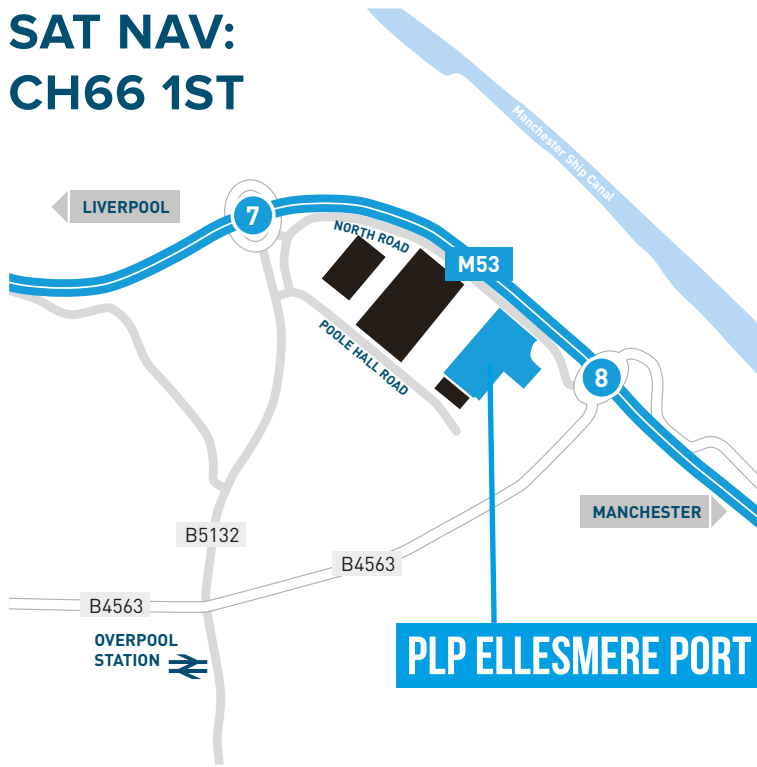 SAT NAV:
CH66 1ST
Manchester Ship Canal
LIVERPOOL
7
NORTH ROAD
M53
POOLE HALL ROAD
8
MANCHESTER
B5132
B4563
B4563
OVERPOOL
STATION
PLP ELLESMERE PORT